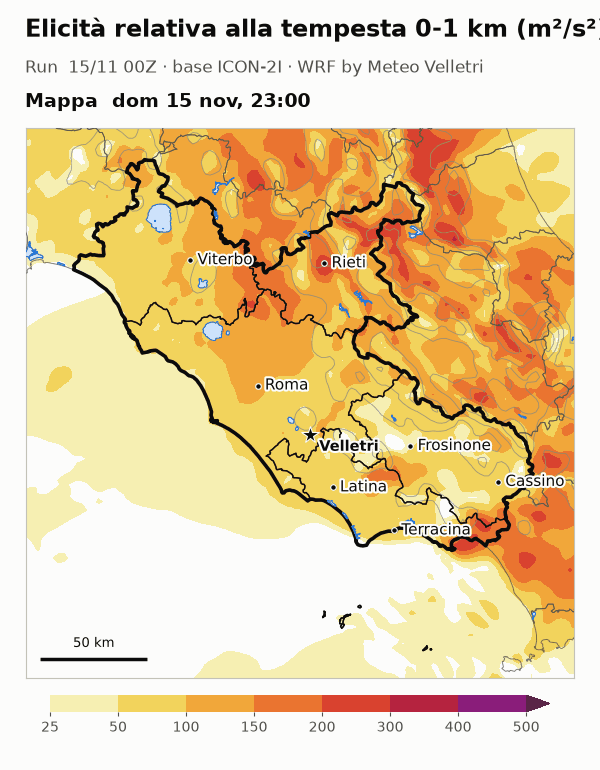 Elicità relativa alla tempesta 0-1 km (m²/s²)
Run  15/11 00Z · base ICON-2I · WRF by Meteo Velletri
Mappa  dom 15 nov, 23:00
Viterbo
Rieti
Roma
Velletri
Frosinone
Latina
Cassino
Terracina
50 km
25 50 100 150 200 300 400 500